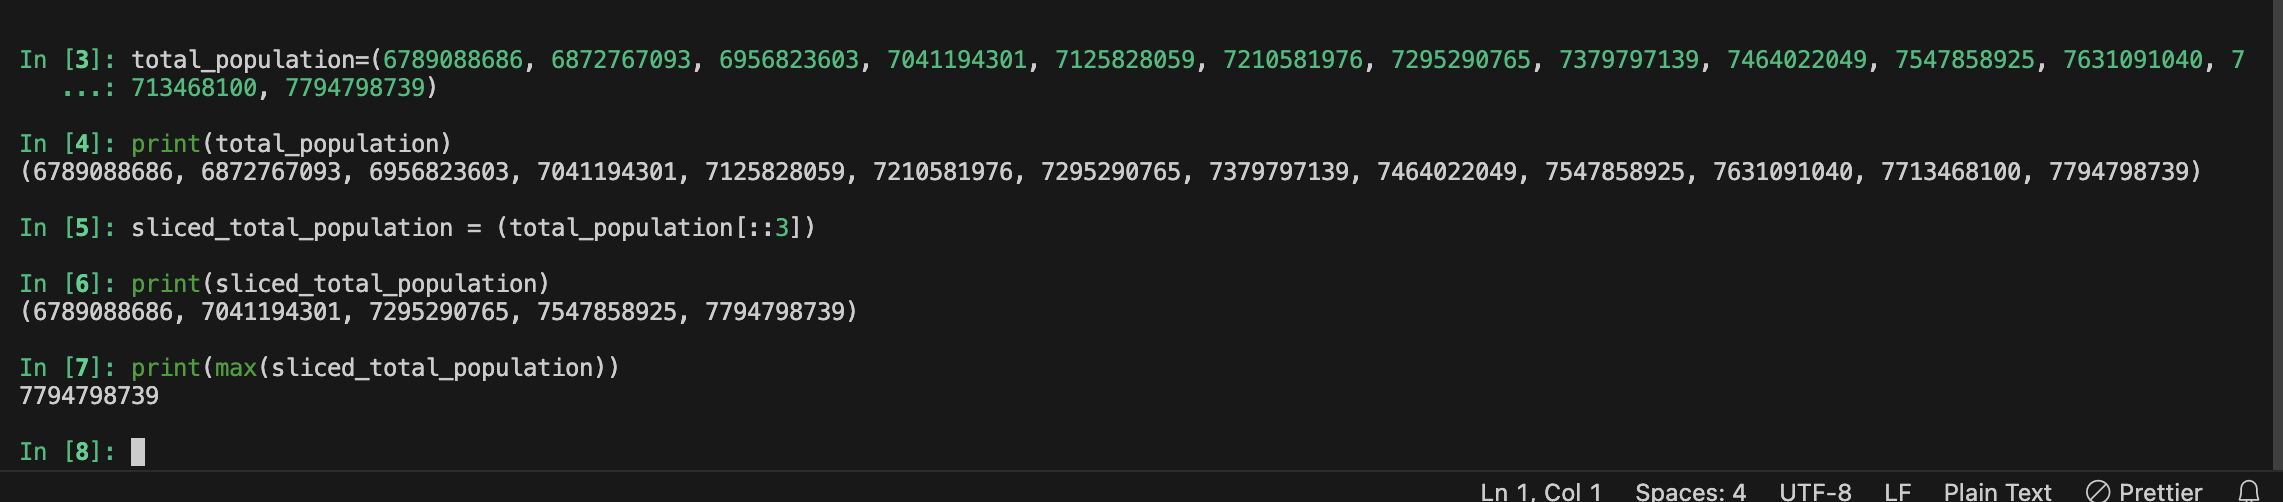 In [3]: total_population=(6789088686, 6872767093, 6956823603, 7041194301, 7125828059, 7210581976, 7295290765, 7379797139, 7464022049, 7547858925, 7631091040, 7
...: 713468100, 7794798739)
In [4]: print(total_population)
(6789088686, 6872767093, 6956823603, 7041194301, 7125828059, 7210581976, 7295290765, 7379797139, 7464022049, 7547858925, 7631091040, 7713468100, 7794798739)
In [5]: sliced_total_population = (total_population[::3])
In [6]: print(sliced_total_population)
(6789088686, 7041194301, 7295290765, 7547858925, 7794798739)
In [7]: print(max(sliced_total_population))
7794798739
In [8]:
Ln 1, Col 1 Spaces: 4 UTF-8 LF Plain Text Prettier